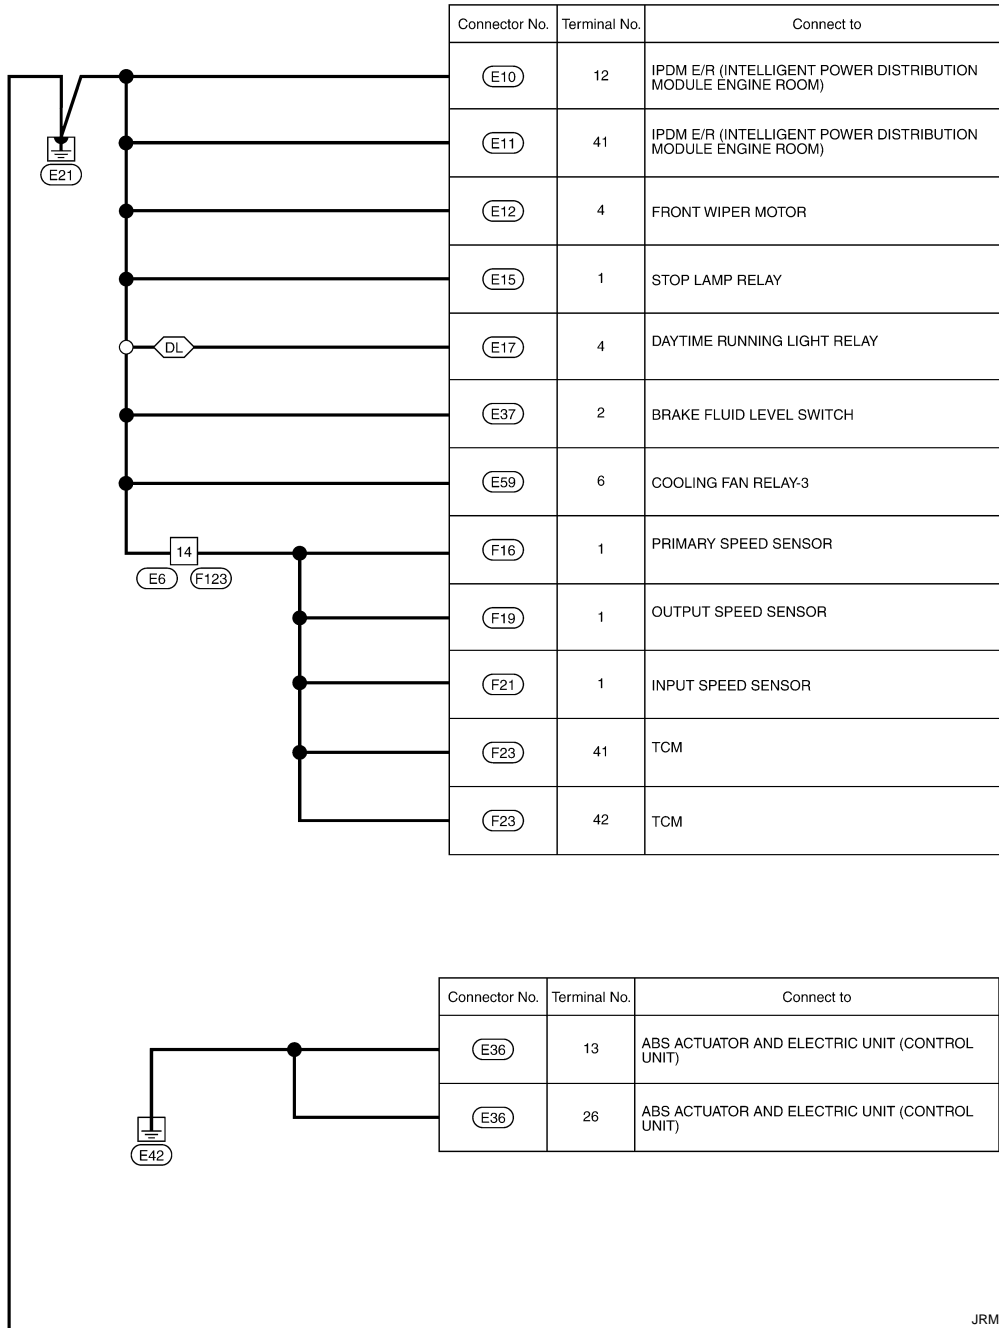 Connector No. Terminal No. Connect to
E10 12 IPDM E/R (INTELLIGENT POWER DISTRIBUTION
MODULE ENGINE ROOM)
E11 41 IPDM E/R (INTELLIGENT POWER DISTRIBUTION
MODULE ENGINE ROOM)
E21
E12 4 FRONT WIPER MOTOR
E15 1 STOP LAMP RELAY
DL E17 4 DAYTIME RUNNING LIGHT RELAY
E37 2 BRAKE FLUID LEVEL SWITCH
E59 6 COOLING FAN RELAY-3
14 F16 1 PRIMARY SPEED SENSOR
E6 F123
F19 1 OUTPUT SPEED SENSOR
F21 1 INPUT SPEED SENSOR
F23 41 TCM
F23 42 TCM
Connector No. Terminal No. Connect to
E36 13 ABS ACTUATOR AND ELECTRIC UNIT (CONTROL
UNIT)
E36 26 ABS ACTUATOR AND ELECTRIC UNIT (CONTROL
UNIT)
E42
JRM